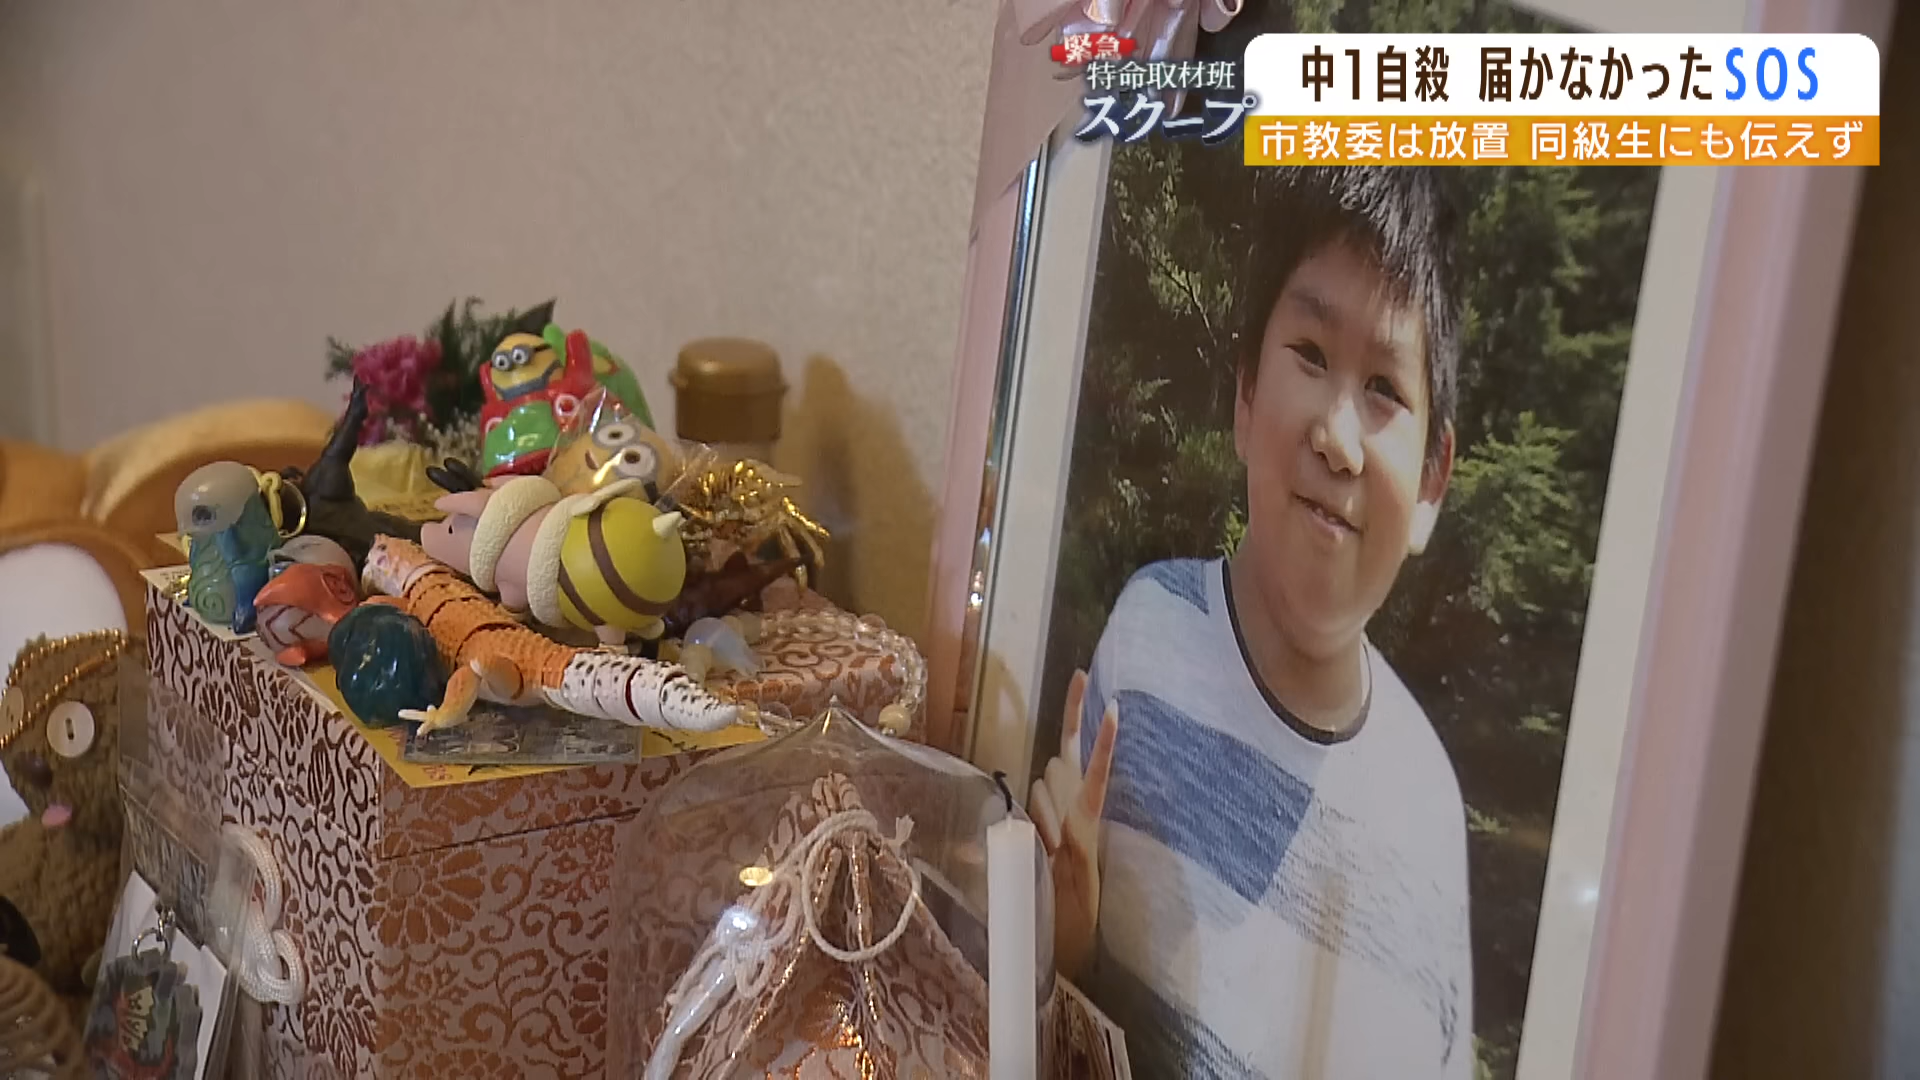 緊急
特命取材班
スクープ
中1自殺 届かなかったSOS
市教委は放置 同級生にも伝えず